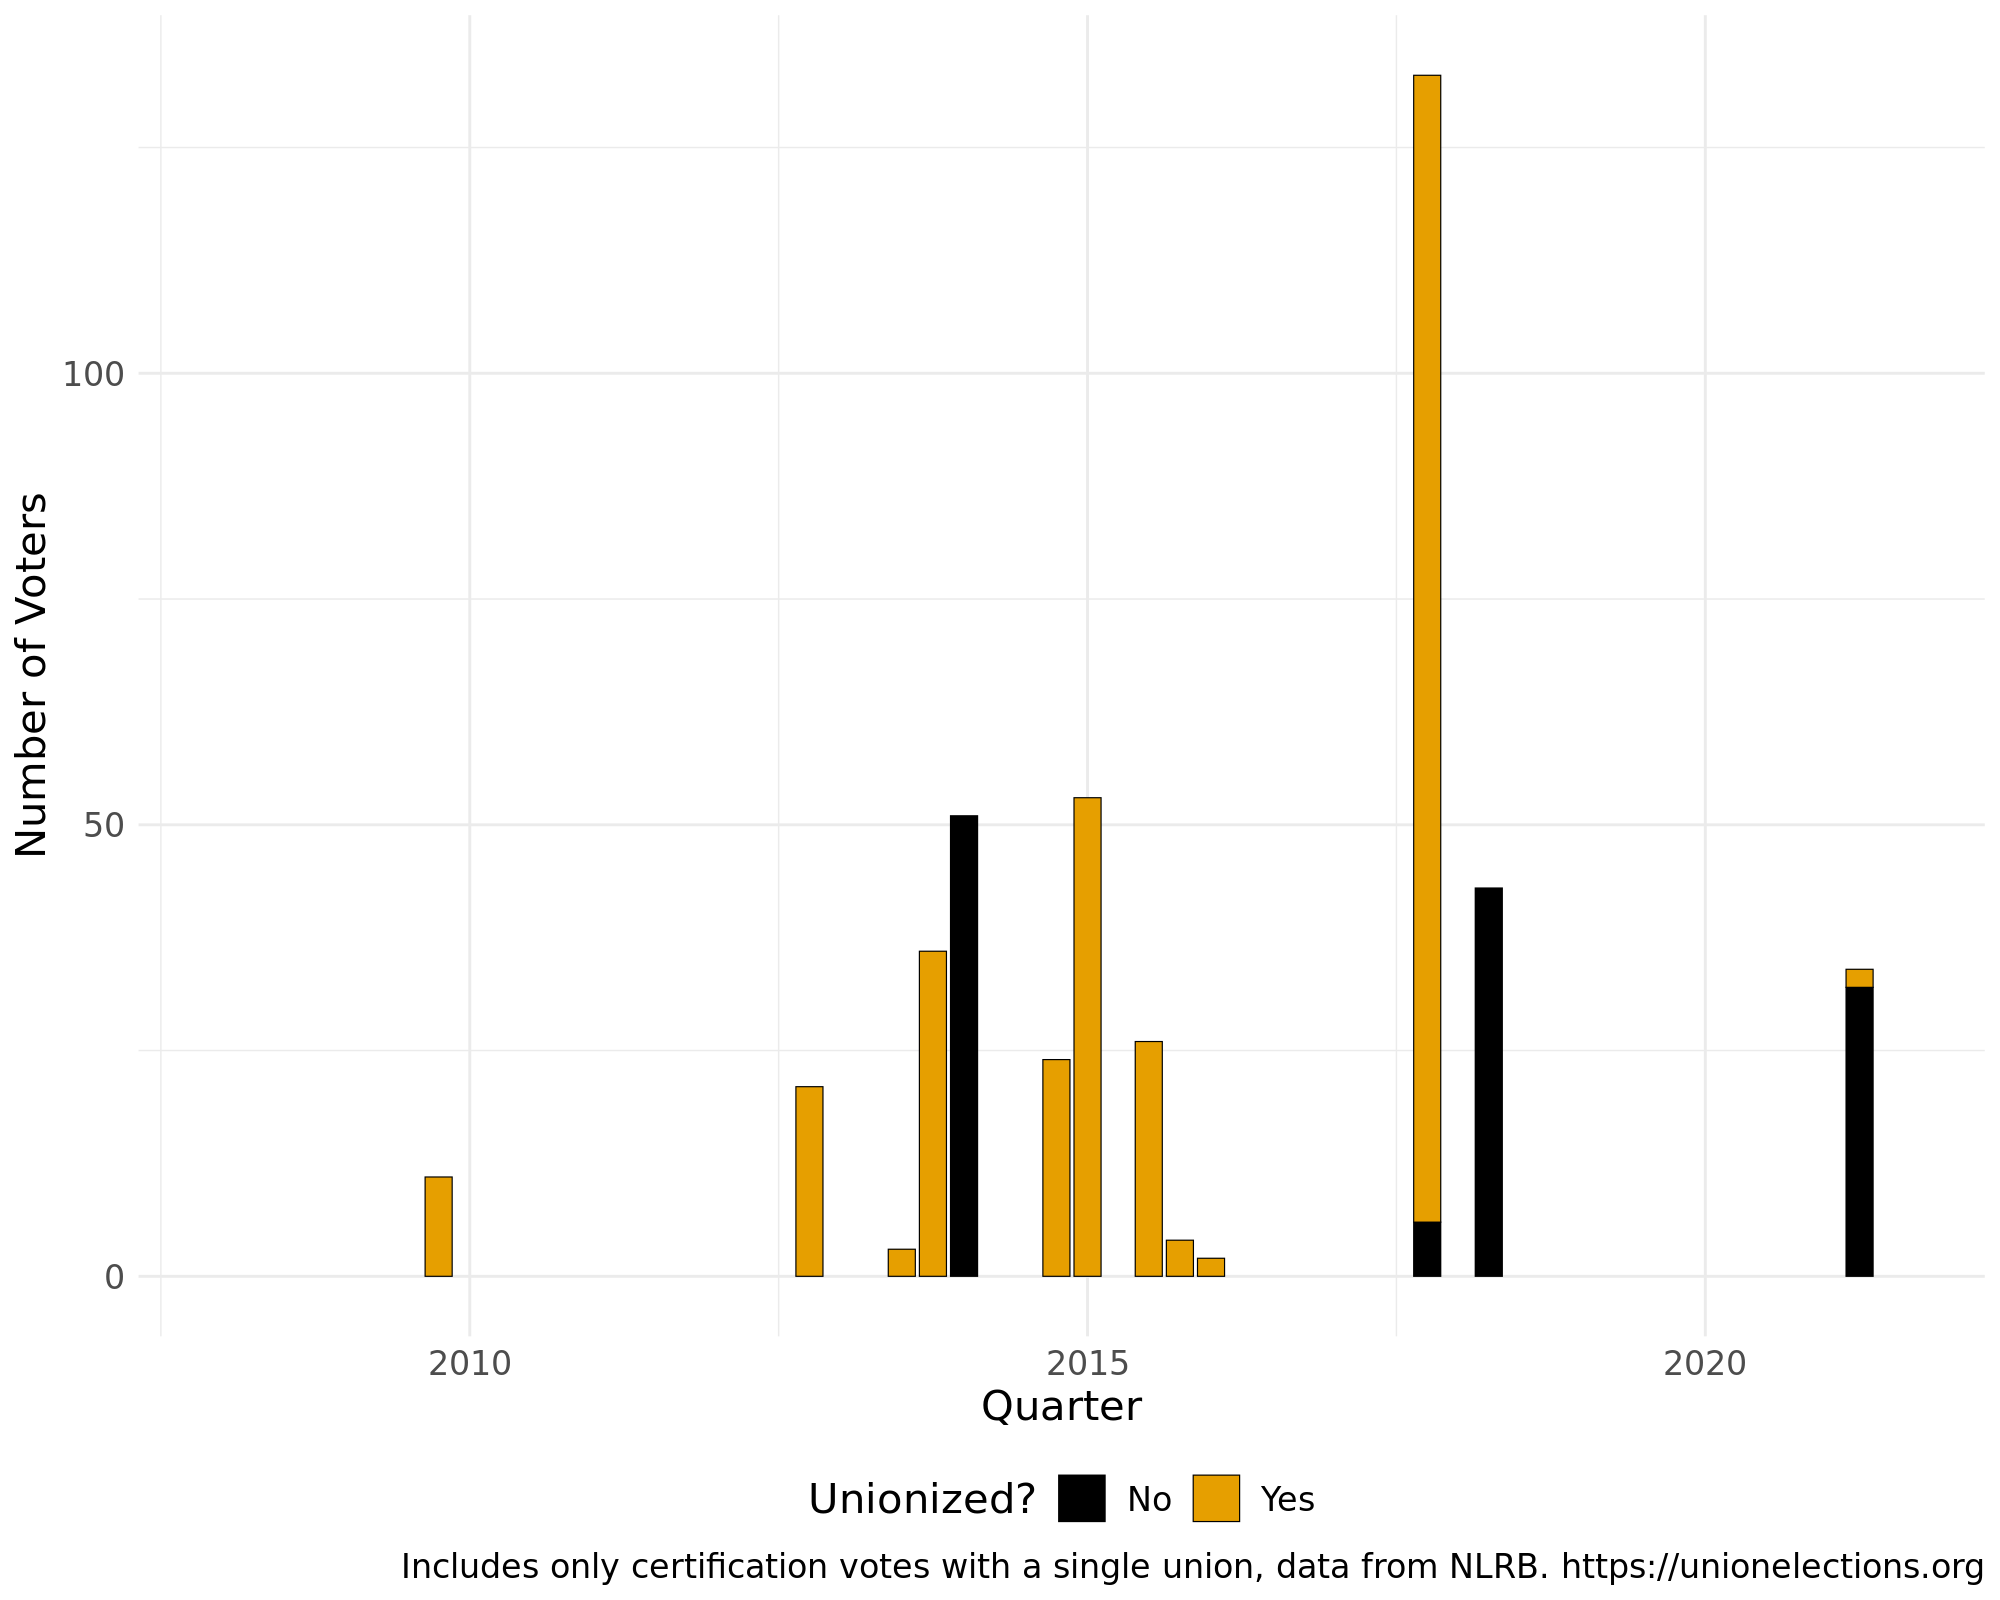 Number of Voters
100
50
0
2010 2015 2020
Quarter
Unionized? No Yes
Includes only certification votes with a single union, data from NLRB. https://unionelections.org